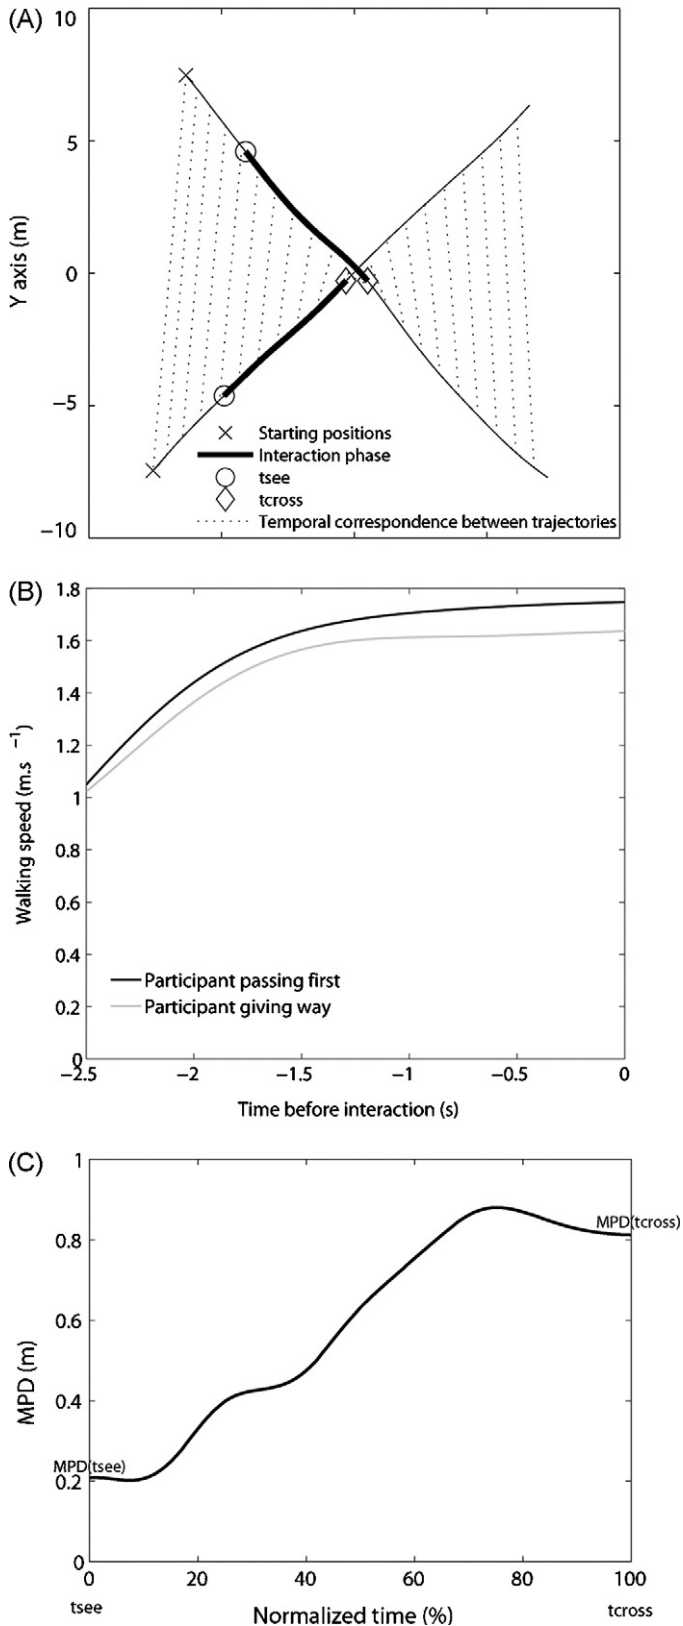 (A)
10
5
0
−5
−10
Y axis (m)
Starting positions
Interaction phase
tsee
tcross
Temporal correspondence between trajectories
(B)
1.8
1.6
1.4
1.2
1
0.8
0.6
0.4
0.2
0
Walking speed (m.s −1)
Participant passing first
Participant giving way
−2.5 −2 −1.5 −1 −0.5 0
Time before interaction (s)
(C)
1
0.8
0.6
0.4
0.2
0
MPD (m)
MPD(tcross)
MPD(tsee)
0 20 40 60 80 100
tsee Normalized time (%) tcross